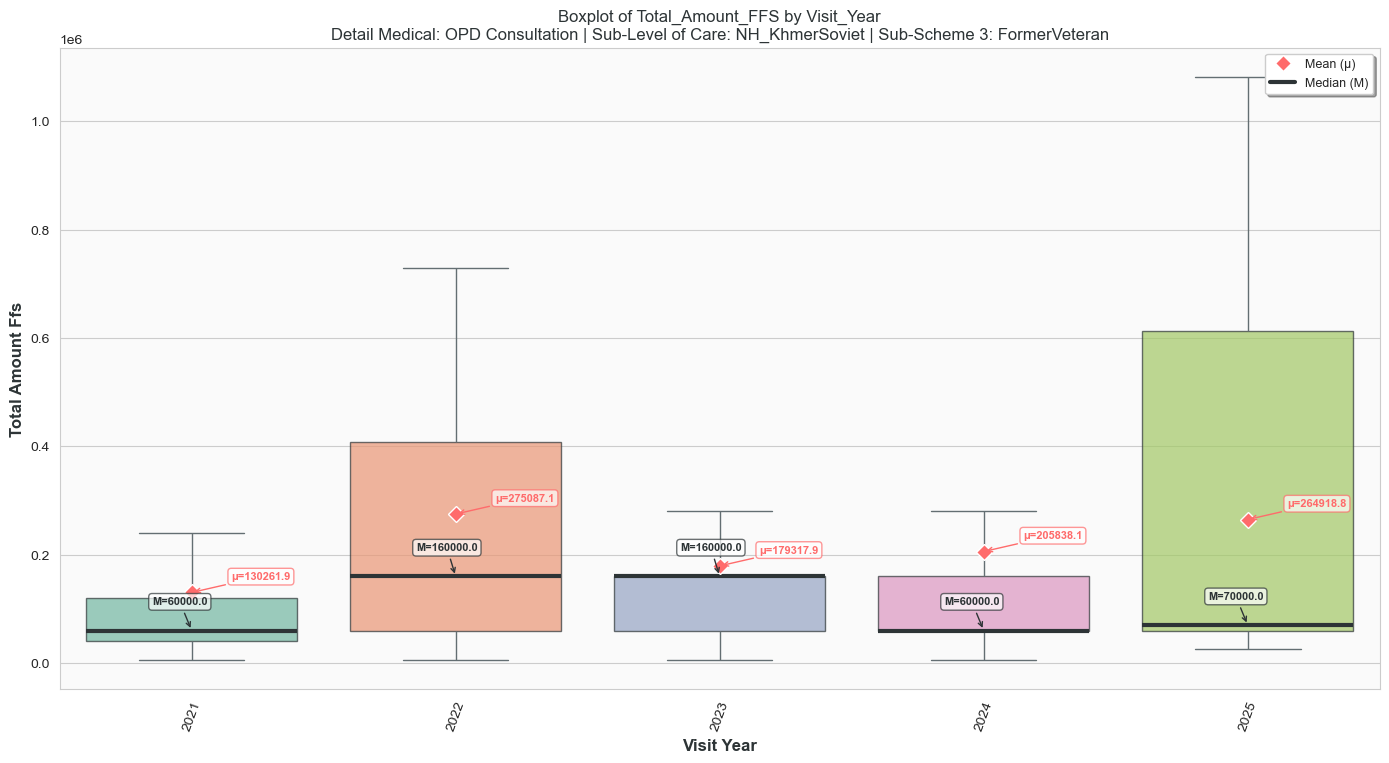 Boxplot of Total_Amount_FFS by Visit_Year
Detail Medical: OPD Consultation | Sub-Level of Care: NH_KhmerSoviet | Sub-Scheme 3: FormerVeteran
1e6
Mean (μ)
Median (M)
1.0
0.8
0.6
0.4
0.2
0.0
Total Amount Ffs
μ=130261.9
M=60000.0
μ=275087.1
M=160000.0
μ=179317.9
M=160000.0
μ=205838.1
M=60000.0
μ=264918.8
M=70000.0
2021
2022
2023
2024
2025
Visit Year